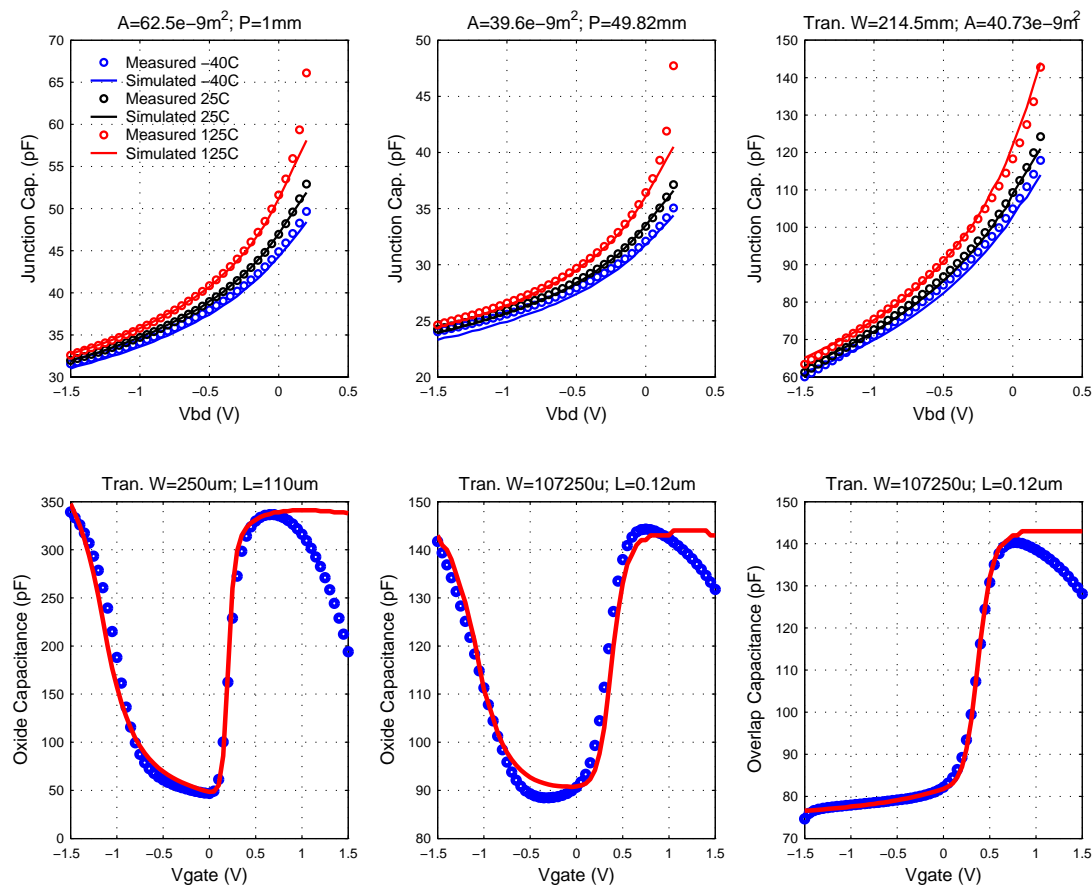 A=62.5e-9m²; P=1mm
Junction Cap. (pF)
70
65
60
55
50
45
40
35
30
Measured −40C
Simulated −40C
Measured 25C
Simulated 25C
Measured 125C
Simulated 125C
−1.5 −1 −0.5 0 0.5
Vbd (V)
A=39.6e-9m²; P=49.82mm
Junction Cap. (pF)
50
45
40
35
30
25
20
−1.5 −1 −0.5 0 0.5
Vbd (V)
Tran. W=214.5mm; A=40.73e-9m²
Junction Cap. (pF)
150
140
130
120
110
100
90
80
70
60
−1.5 −1 −0.5 0 0.5
Vbd (V)
Tran. W=250um; L=110um
Oxide Capacitance (pF)
350
300
250
200
150
100
50
0
−1.5 −1 −0.5 0 0.5 1 1.5
Vgate (V)
Tran. W=107250u; L=0.12um
Oxide Capacitance (pF)
150
140
130
120
110
100
90
80
−1.5 −1 −0.5 0 0.5 1 1.5
Vgate (V)
Tran. W=107250u; L=0.12um
Overlap Capacitance (pF)
150
140
130
120
110
100
90
80
70
−1.5 −1 −0.5 0 0.5 1 1.5
Vgate (V)